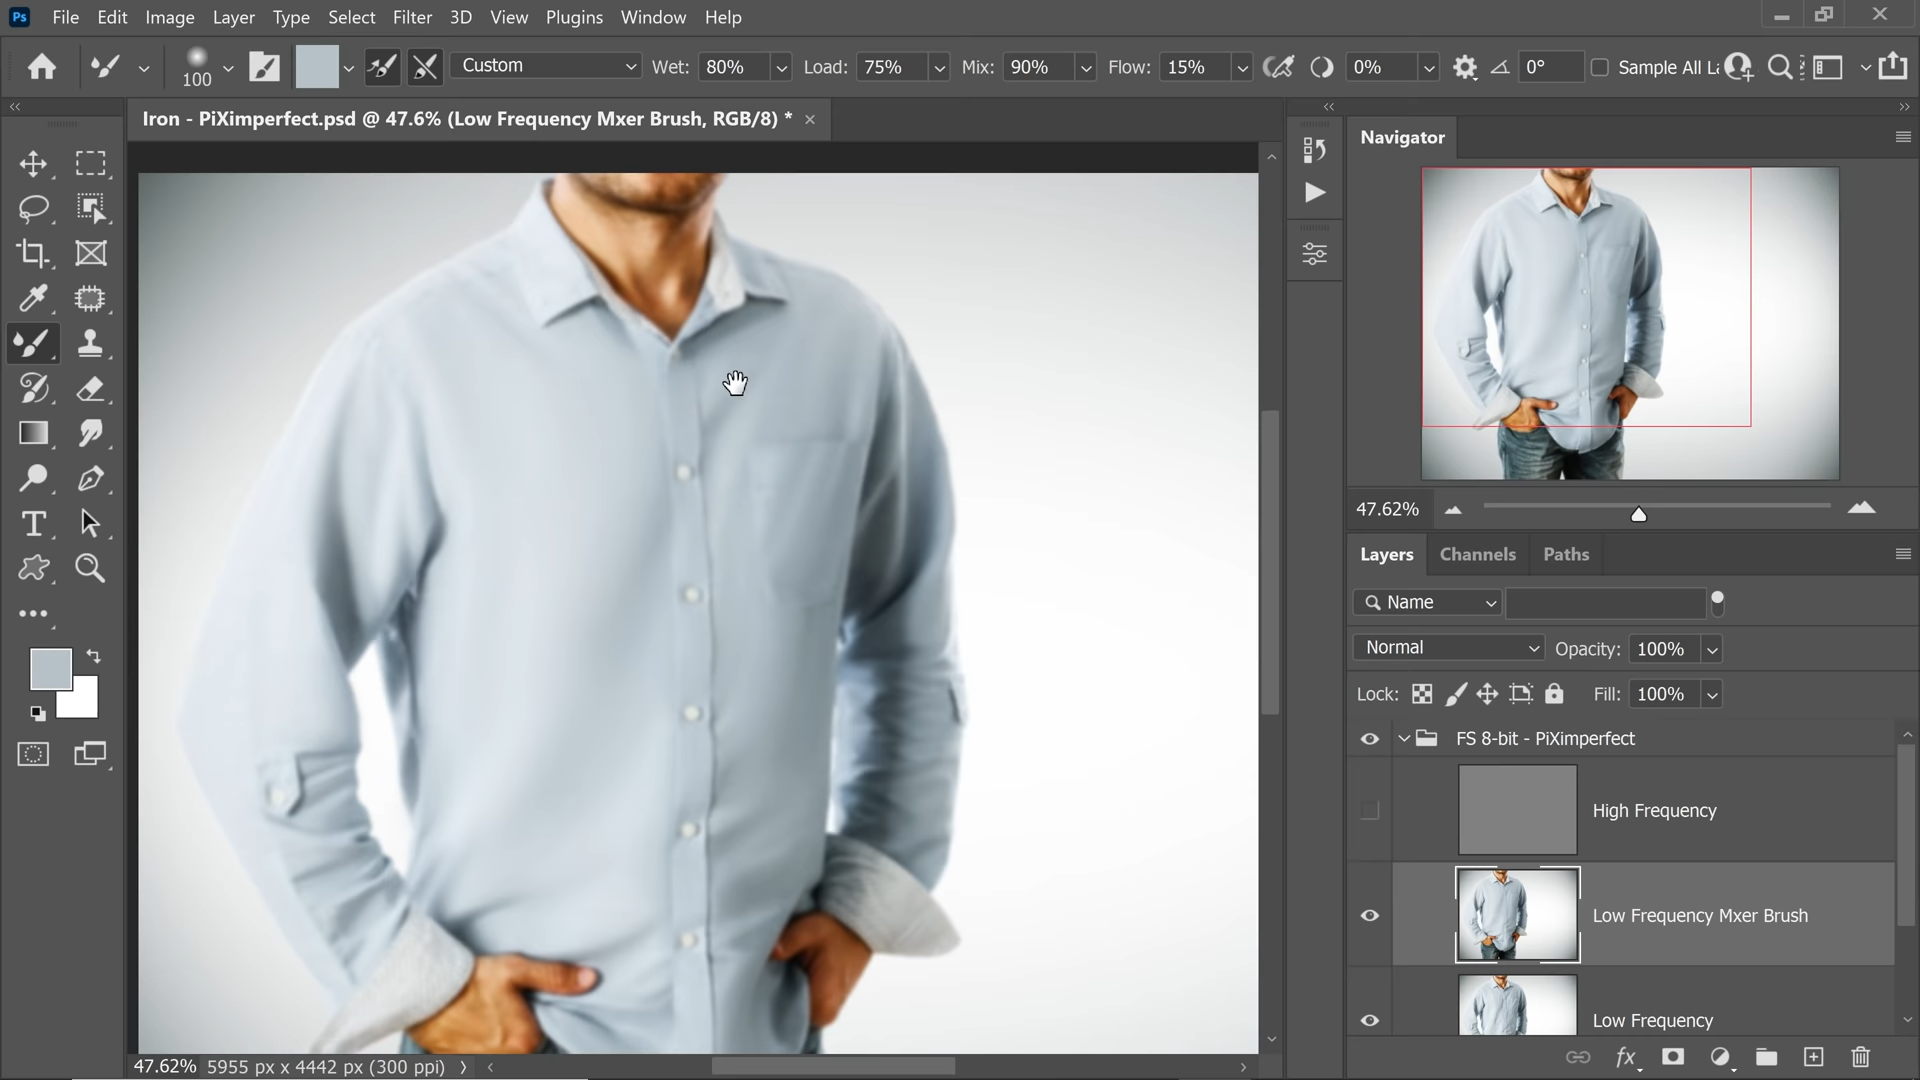 Ps File Edit Image Layer Type Select Filter 3D View Plugins Window Help
100 Custom Wet: 80% Load: 75% Mix: 90% Flow: 15% 0% 0° Sample All La
Iron - PiXimperfect.psd @ 47.6% (Low Frequency Mxer Brush, RGB/8) * ×
Navigator
47.62%
Layers Channels Paths
Name
Normal Opacity: 100%
Lock: Fill: 100%
FS 8-bit - PiXimperfect
High Frequency
Low Frequency Mxer Brush
Low Frequency
fx
47.62% 5955 px x 4442 px (300 ppi)